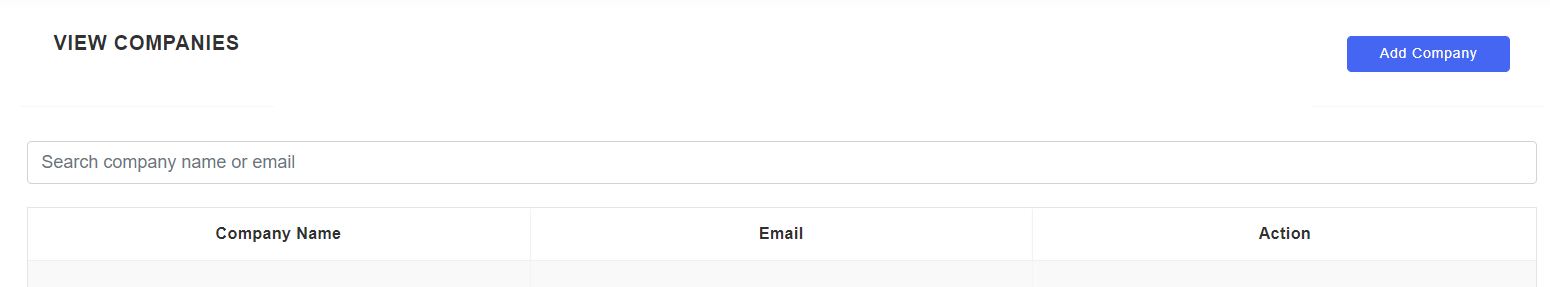 VIEW COMPANIES
Add Company
Search company name or email
Company Name Email Action